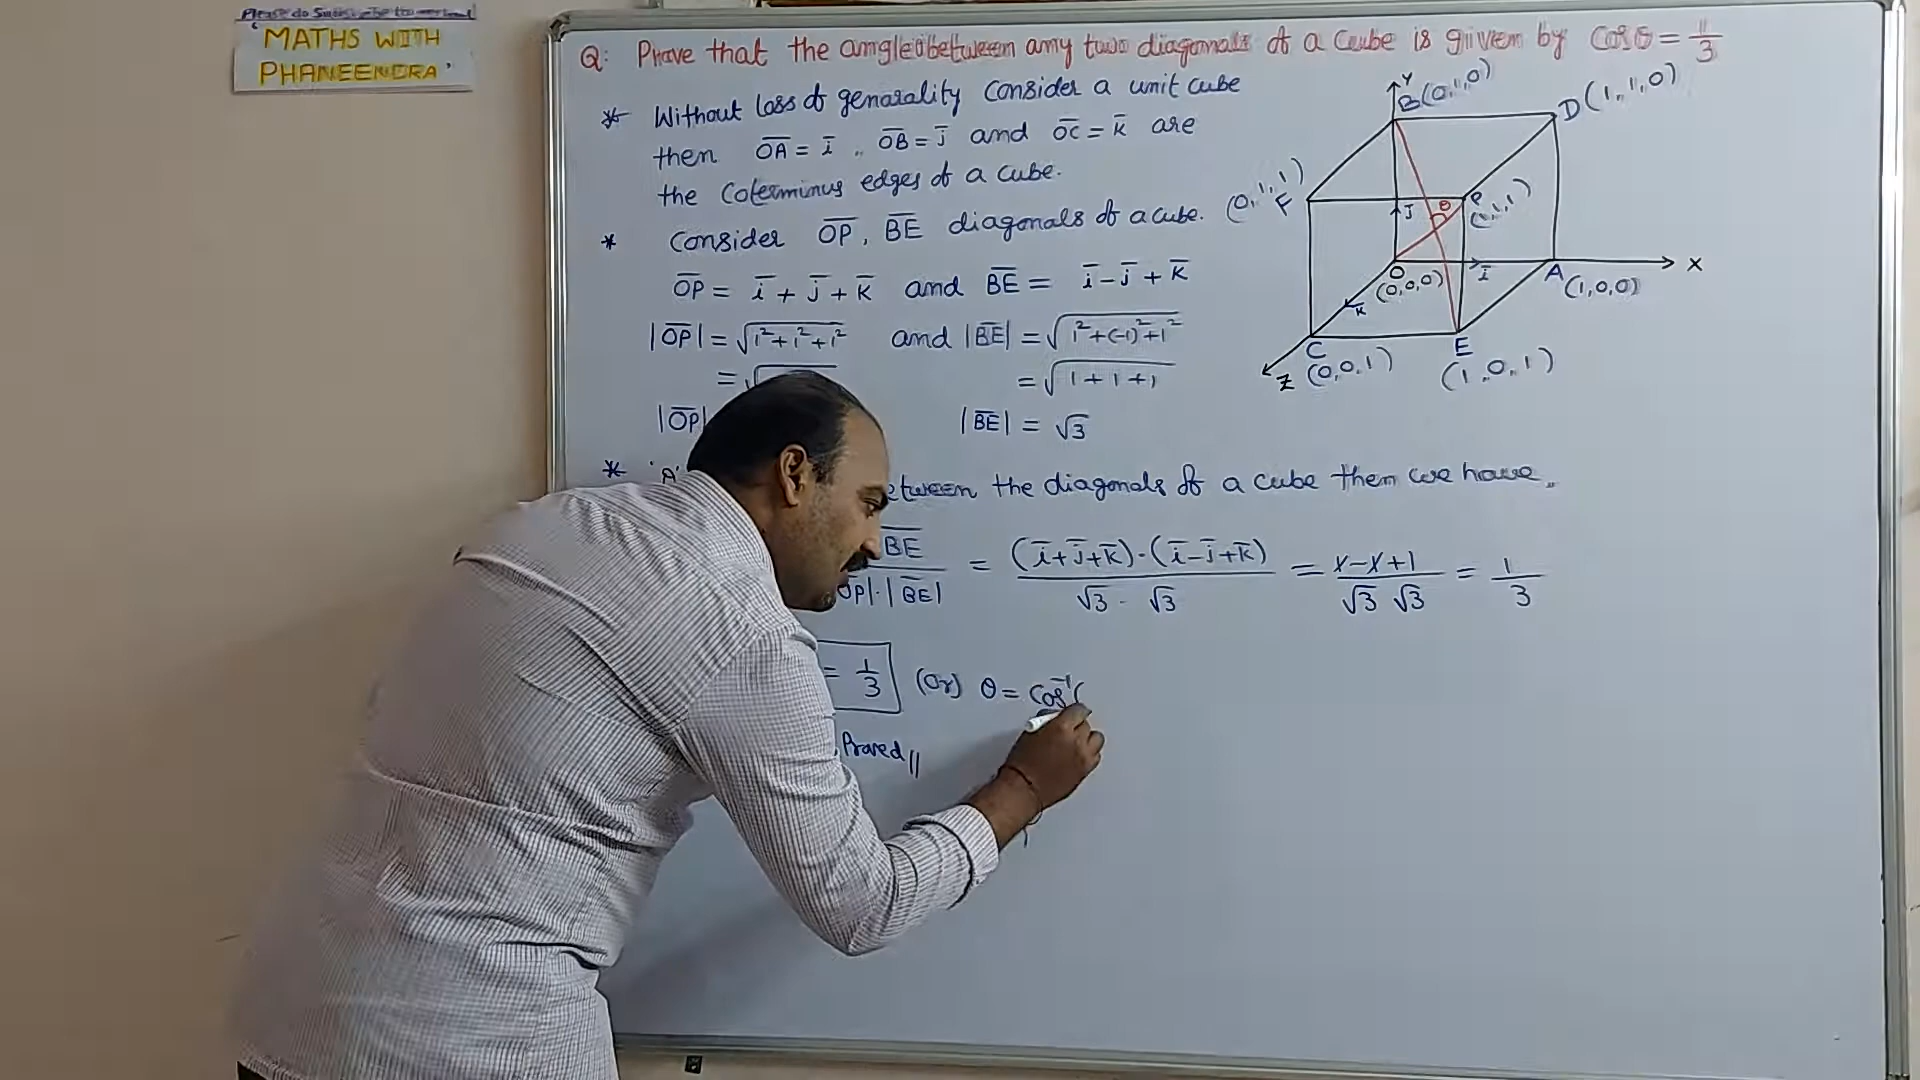 MATHS WITH
PHANEENDRA
Q: Prove that the angle between any two diagonals of a Cube is given by Cosθ = 1/3
* Without loss of genarality Consider a unit cube
then OA̅ = i̅ , OB̅ = j̅ and OC̅ = k̅ are
the Coterminus edges of a cube.
* Consider OP̅, BE̅ diagonals of a cube.
OP̅ = i̅ + j̅ + k̅ and BE̅ = i̅ - j̅ + k̅
|OP̅| = √(1² + 1² + 1²) and |BE̅| = √(1² + (-1)² + 1²)
= √ = √(1 + 1 + 1)
|OP̅| |BE̅| = √3
* between the diagonals of a cube then we have
BE̅ / |OP̅|·|BE̅| = (i̅+j̅+k̅)·(i̅-j̅+k̅) / √3 · √3 = 1-1+1 / √3 √3 = 1/3
= 1/3 (Or) θ = Cos⁻¹(
Proved //
Y
B(0,1,0)
D(1,1,0)
(0,1,1)
F
P
(1,1,1)
θ
j̅
O
(0,0,0)
i̅
A
(1,0,0)
X
k̅
C
(0,0,1)
Z
E
(1,0,1)